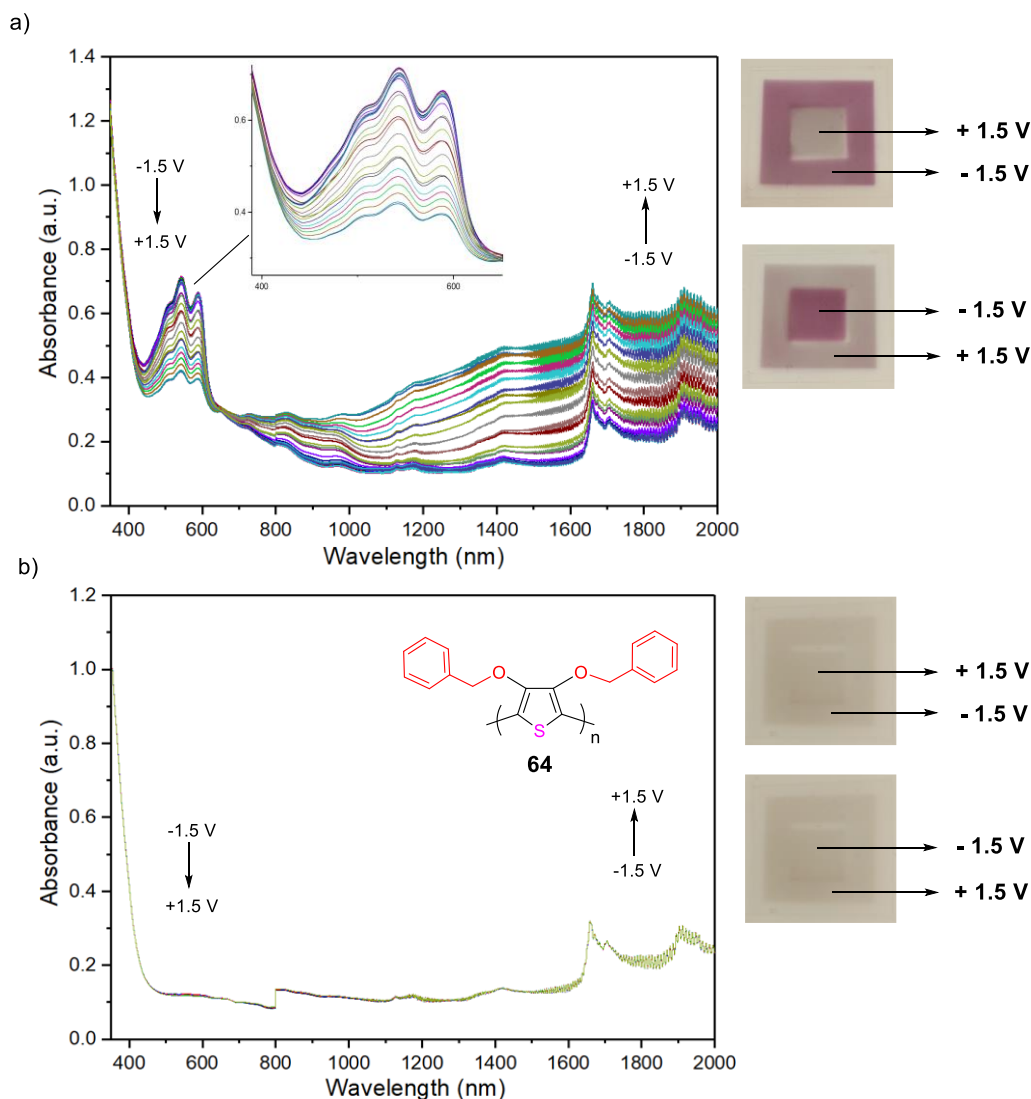 a)
1.4
1.2
1.0
0.8
0.6
0.4
0.2
0.0
Absorbance (a.u.)
-1.5 V
+1.5 V
0.6
0.4
400
600
+1.5 V
-1.5 V
400 600 800 1000 1200 1400 1600 1800 2000
Wavelength (nm)
+ 1.5 V
- 1.5 V
- 1.5 V
+ 1.5 V
b)
1.2
1.0
0.8
0.6
0.4
0.2
0.0
Absorbance (a.u.)
O
O
S
n
64
-1.5 V
+1.5 V
+1.5 V
-1.5 V
400 600 800 1000 1200 1400 1600 1800 2000
Wavelength (nm)
+ 1.5 V
- 1.5 V
- 1.5 V
+ 1.5 V